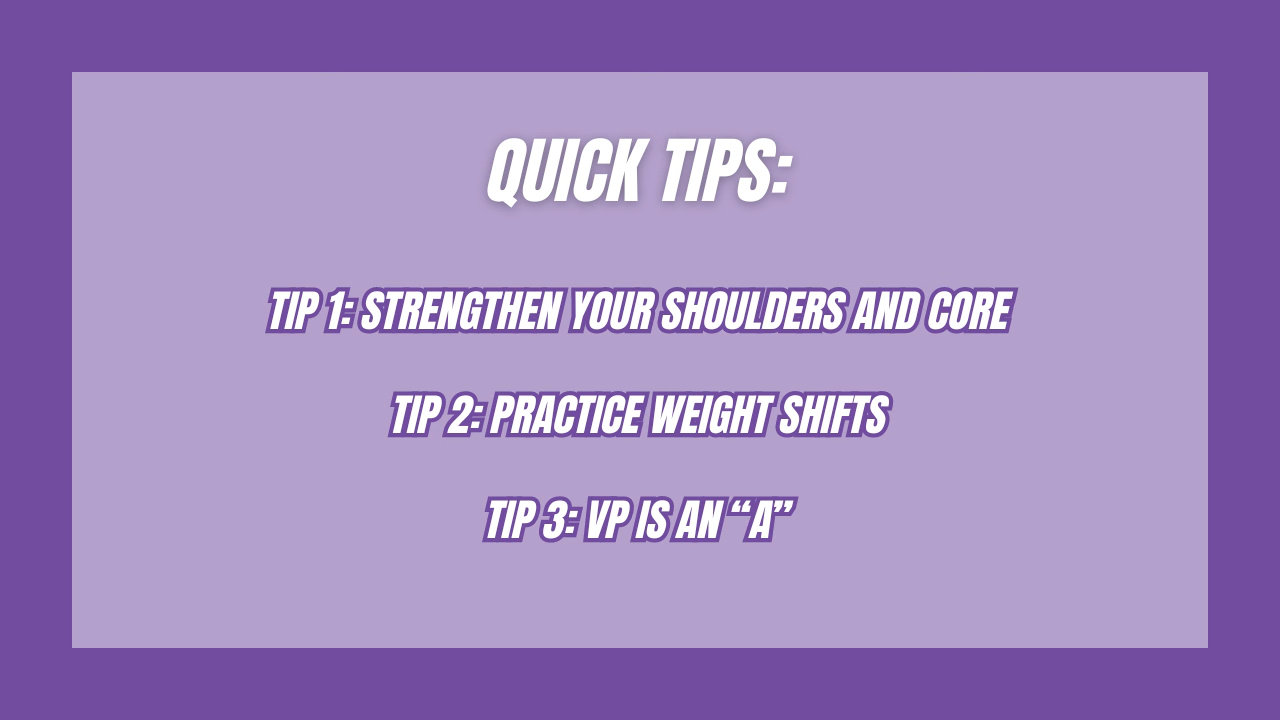 QUICK TIPS:
TIP 1: STRENGTHEN YOUR SHOULDERS AND CORE
TIP 2: PRACTICE WEIGHT SHIFTS
TIP 3: VP IS AN “A”